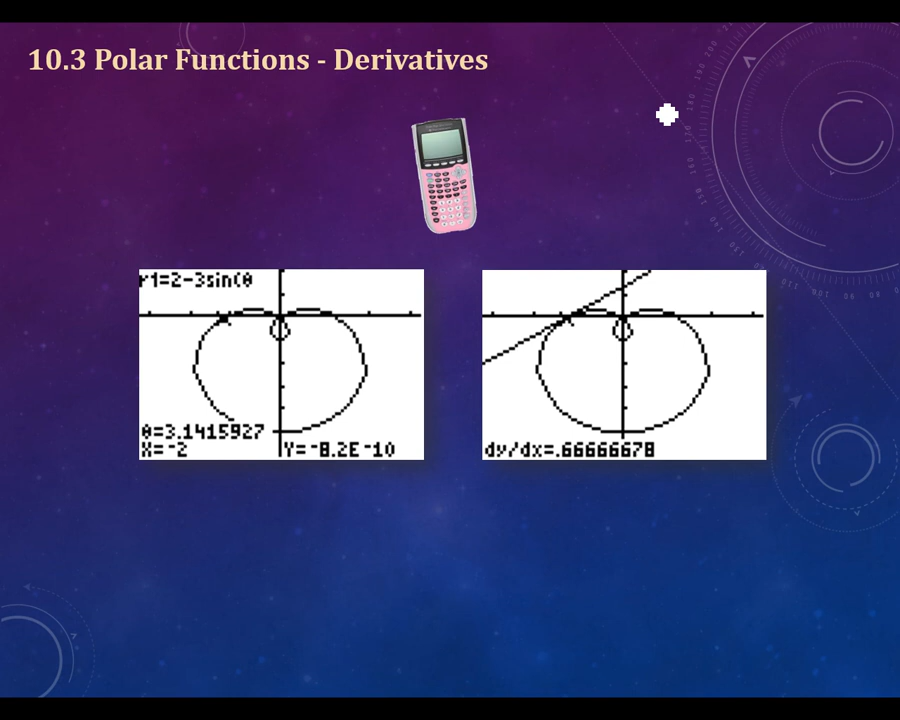 10.3 Polar Functions - Derivatives
r1=2-3sin(θ
θ=3.1415927
X=-2 Y=-8.2E-10
dy/dx=.66666678